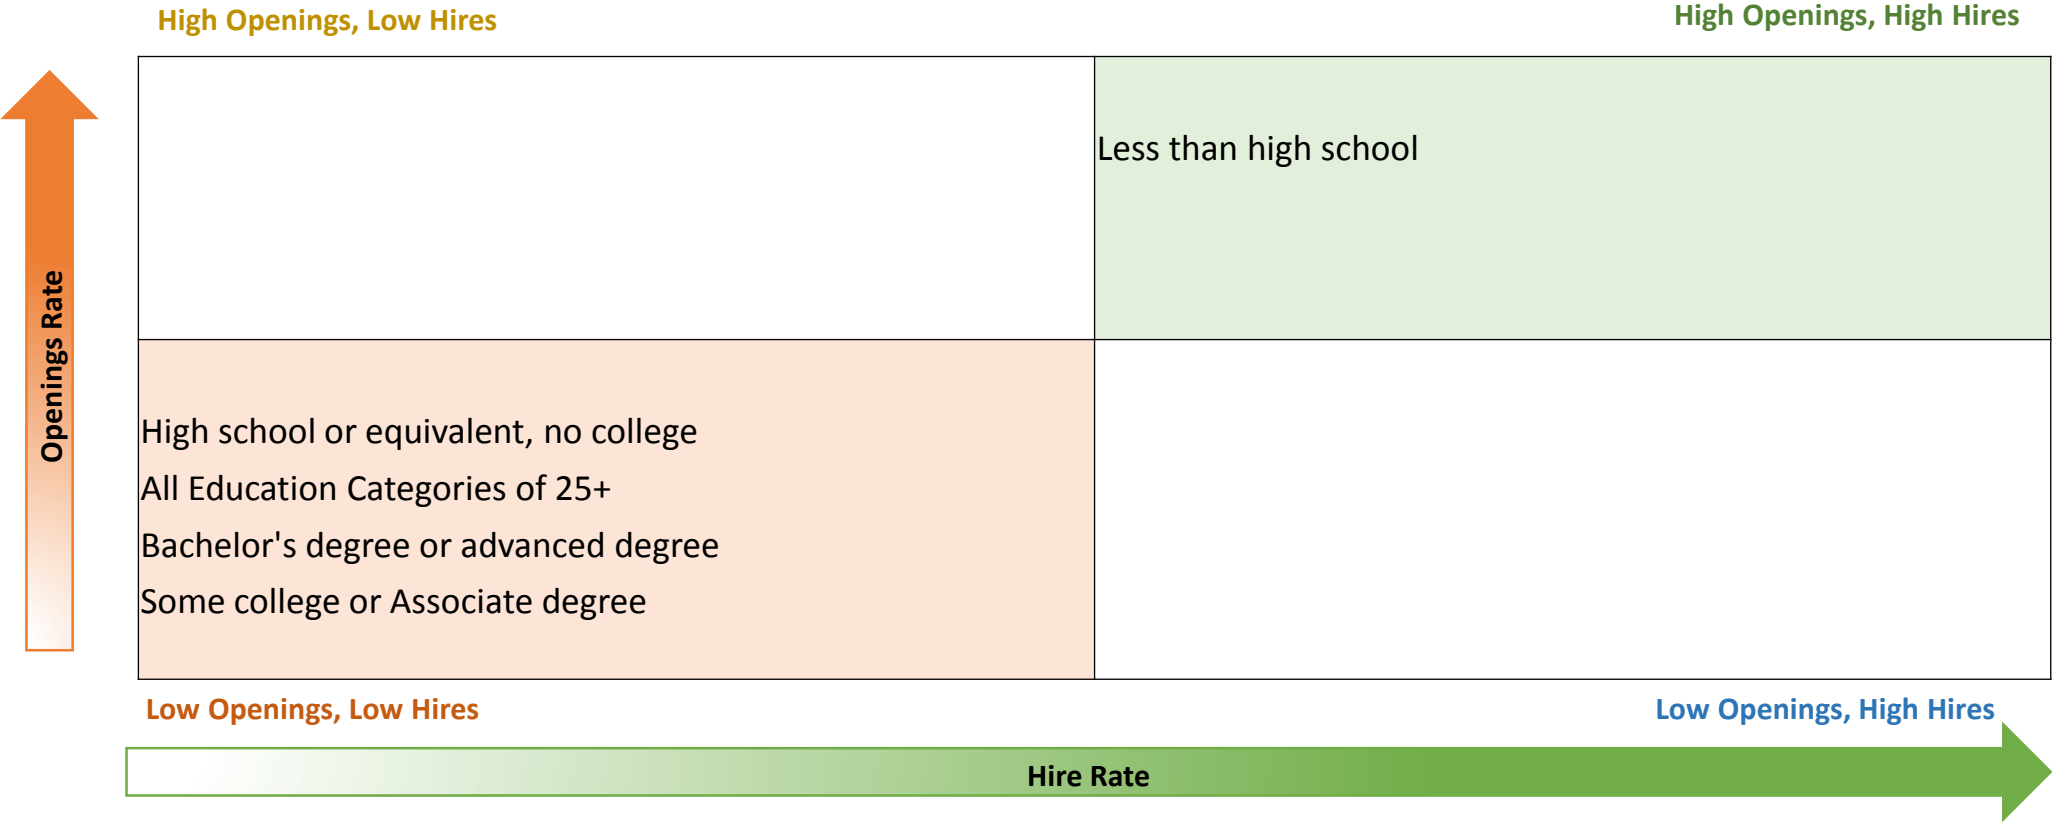 High Openings, Low Hires
High Openings, High Hires
Openings Rate
Less than high school
High school or equivalent, no college
All Education Categories of 25+
Bachelor's degree or advanced degree
Some college or Associate degree
Low Openings, Low Hires
Low Openings, High Hires
Hire Rate